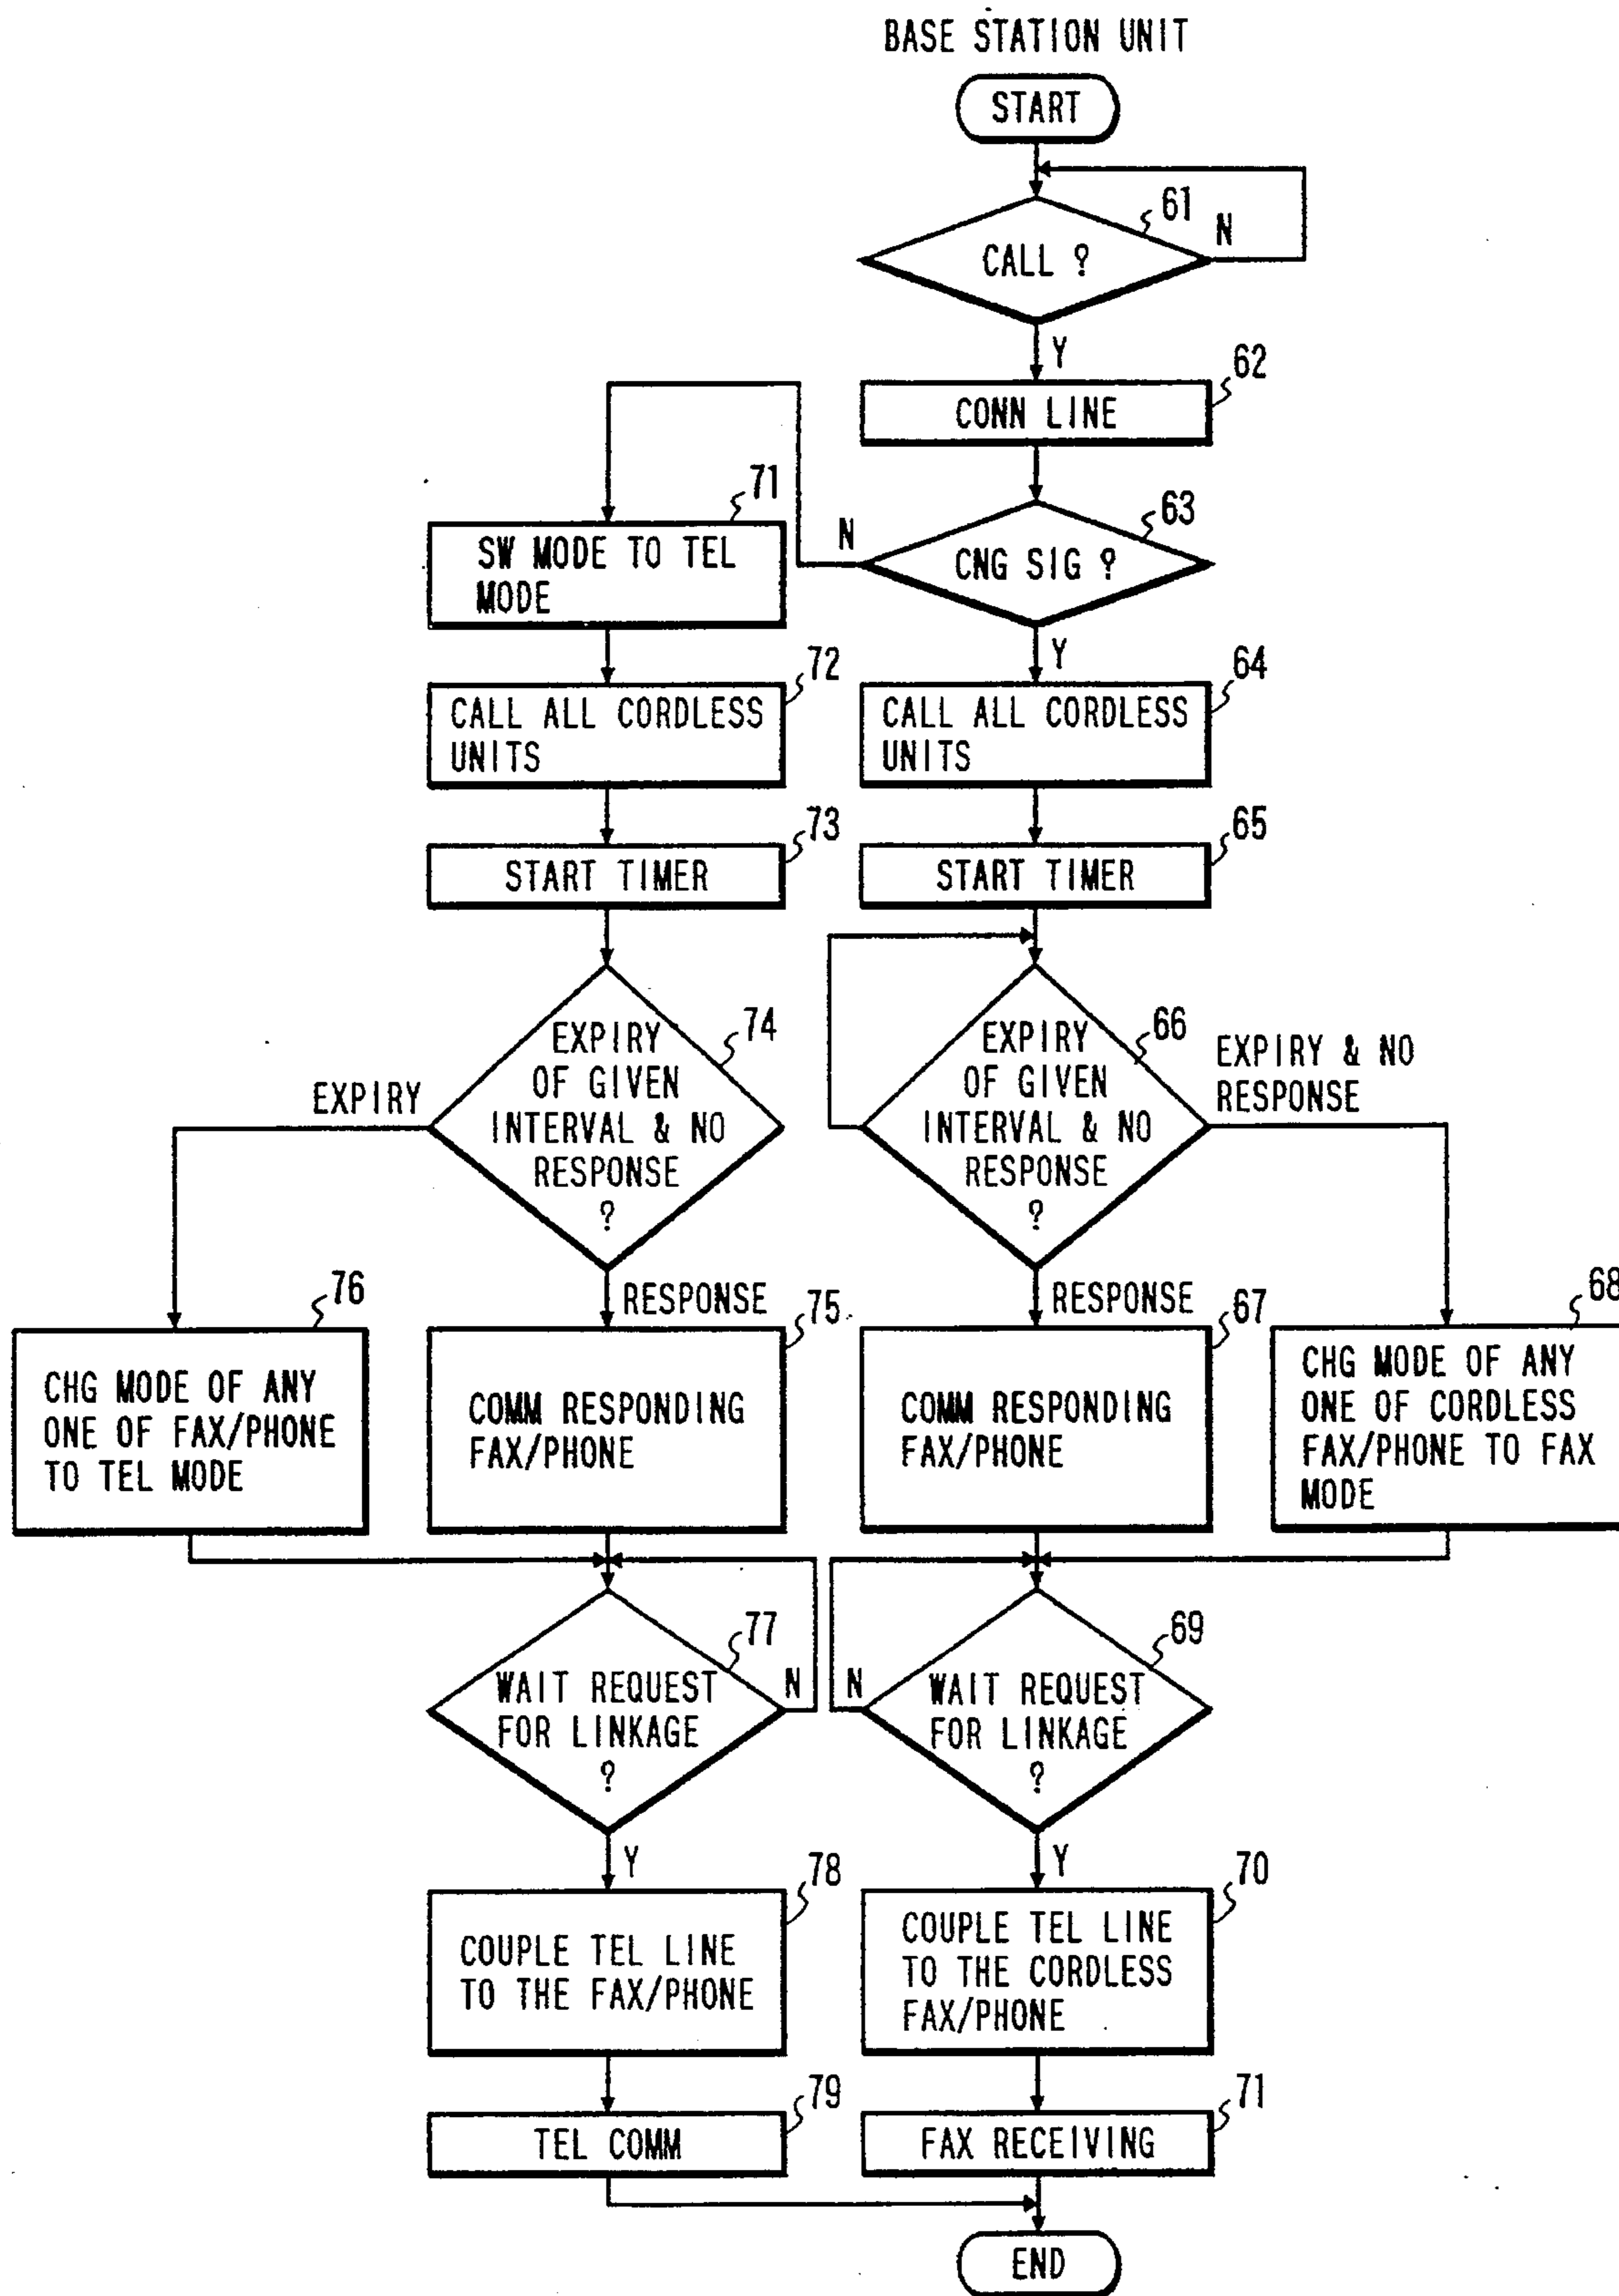 BASE STATION UNIT
START
61
CALL ?
N
Y
62
CONN LINE
71
SW MODE TO TEL
MODE
63
N
CNG SIG ?
Y
72
CALL ALL CORDLESS
UNITS
64
CALL ALL CORDLESS
UNITS
73
START TIMER
65
START TIMER
74
EXPIRY
OF GIVEN
INTERVAL & NO
RESPONSE
?
EXPIRY
RESPONSE
66
EXPIRY
OF GIVEN
INTERVAL & NO
RESPONSE
?
EXPIRY & NO
RESPONSE
RESPONSE
76
CHG MODE OF ANY
ONE OF FAX/PHONE
TO TEL MODE
75
COMM RESPONDING
FAX/PHONE
67
COMM RESPONDING
FAX/PHONE
68
CHG MODE OF ANY
ONE OF CORDLESS
FAX/PHONE TO FAX
MODE
77
WAIT REQUEST
FOR LINKAGE
?
N
Y
69
N
WAIT REQUEST
FOR LINKAGE
?
Y
78
COUPLE TEL LINE
TO THE FAX/PHONE
70
COUPLE TEL LINE
TO THE CORDLESS
FAX/PHONE
79
TEL COMM
71
FAX RECEIVING
END